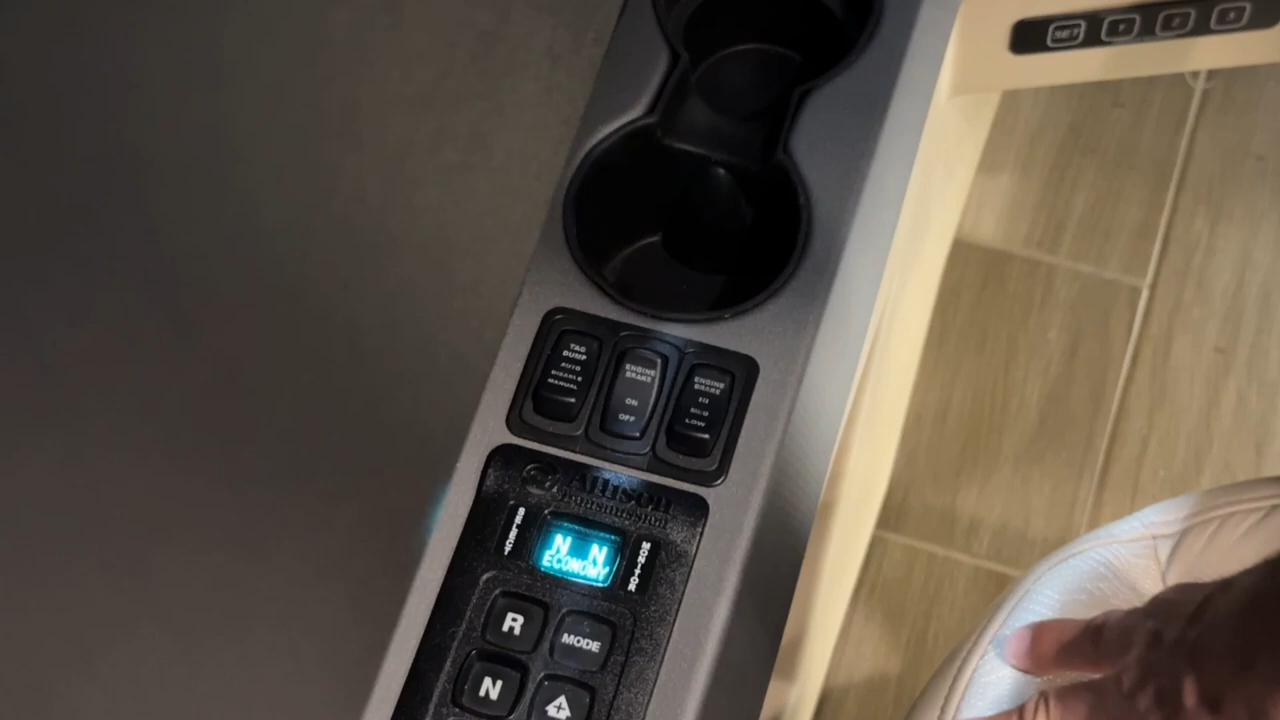 SET
1
2
3
TAG
DUMP
AUTO
DISABLE
MANUAL
ENGINE
BRAKE
ON
OFF
ENGINE
BRAKE
HI
MED
LOW
Allison
TRANSMISSION
SELECT
N N
ECONOMY
MONITOR
R
MODE
N